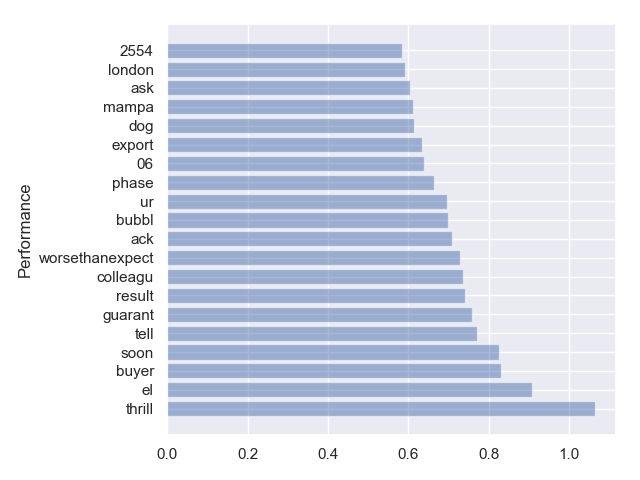 2554
london
ask
mampa
dog
export
06
phase
ur
bubbl
ack
worsethanexpect
colleagu
result
guarant
tell
soon
buyer
el
thrill
Performance
0.0 0.2 0.4 0.6 0.8 1.0